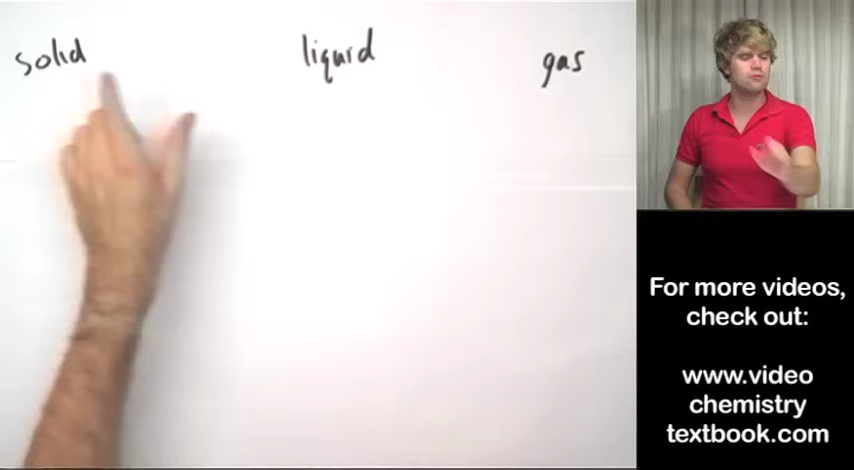 solid liquid gas
For more videos,
check out:
www.video
chemistry
textbook.com